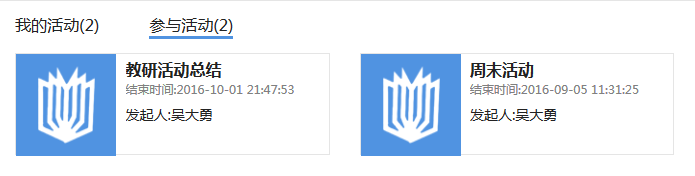 我的活动(2) 参与活动(2)
教研活动总结
结束时间:2016-10-01 21:47:53
发起人:吴大勇
周末活动
结束时间:2016-09-05 11:31:25
发起人:吴大勇